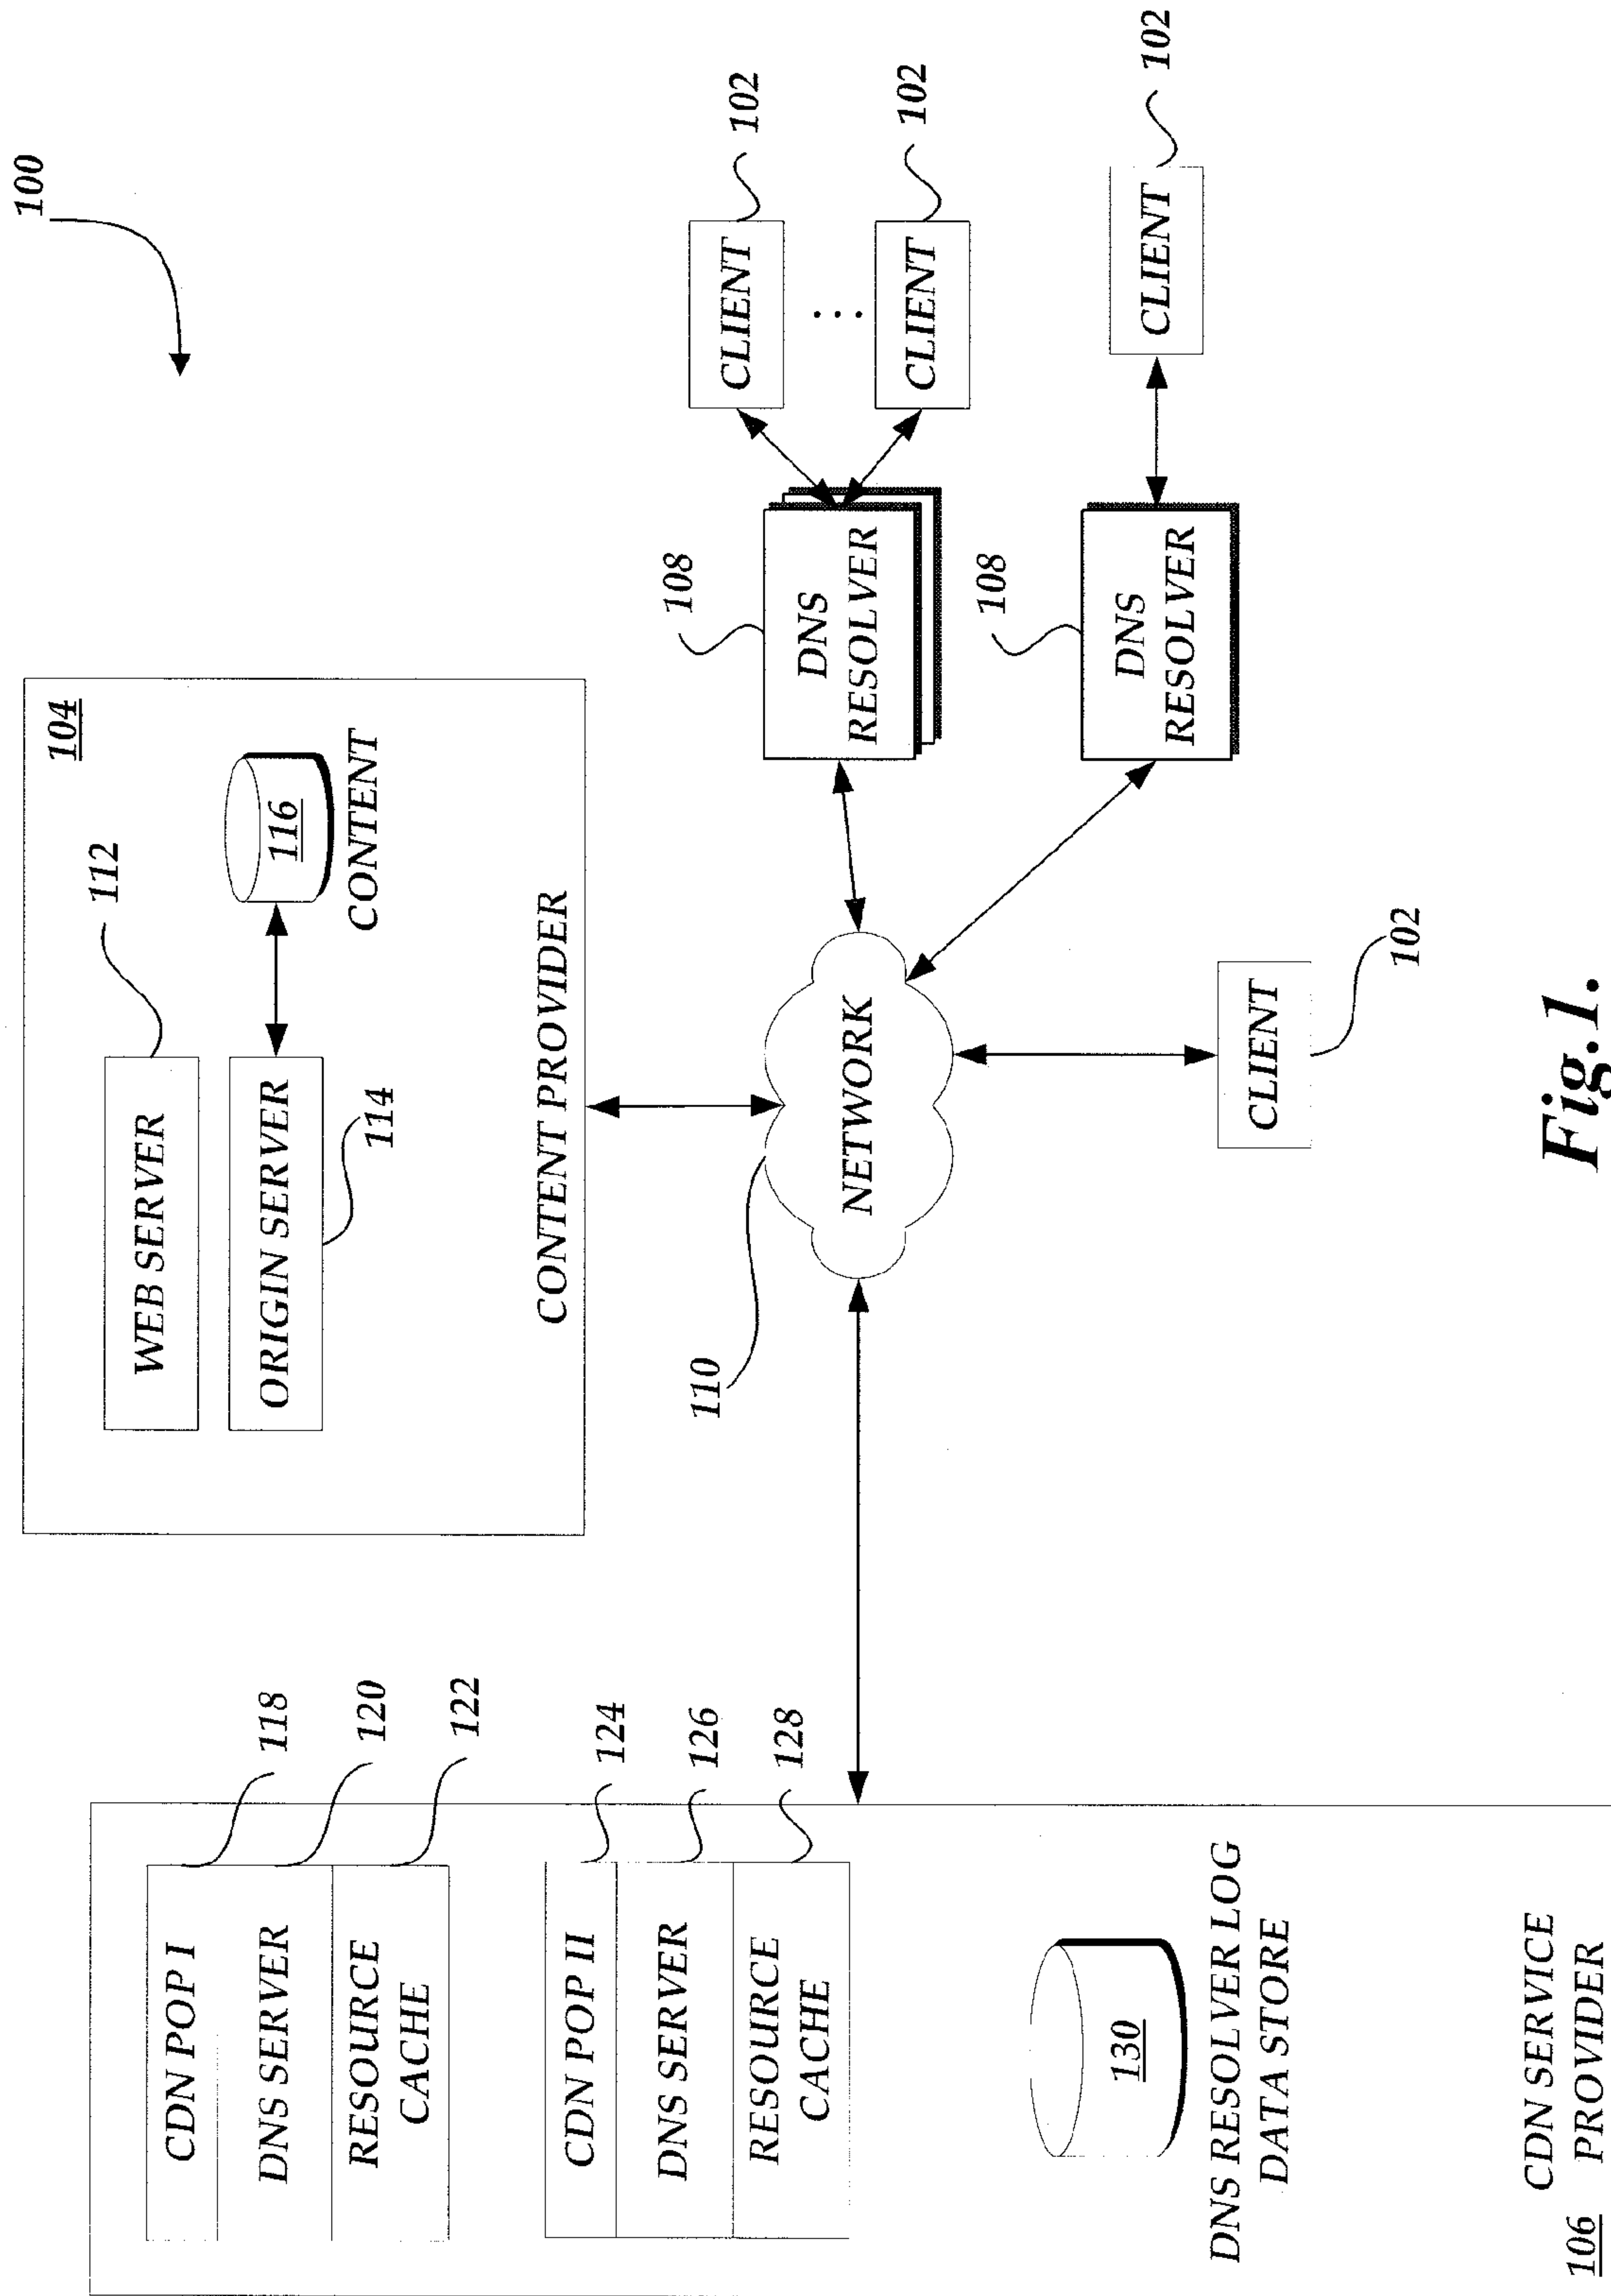 100
104
WEB SERVER
112
ORIGIN SERVER
114
116
CONTENT
CONTENT PROVIDER
CDN POP I
118
DNS SERVER
120
RESOURCE
CACHE
122
CDN POP II
124
DNS SERVER
126
RESOURCE
CACHE
128
130
DNS RESOLVER LOG
DATA STORE
106
CDN SERVICE
PROVIDER
110
NETWORK
108
DNS
RESOLVER
CLIENT
102
...
CLIENT
102
108
DNS
RESOLVER
CLIENT
102
CLIENT
102
Fig.1.